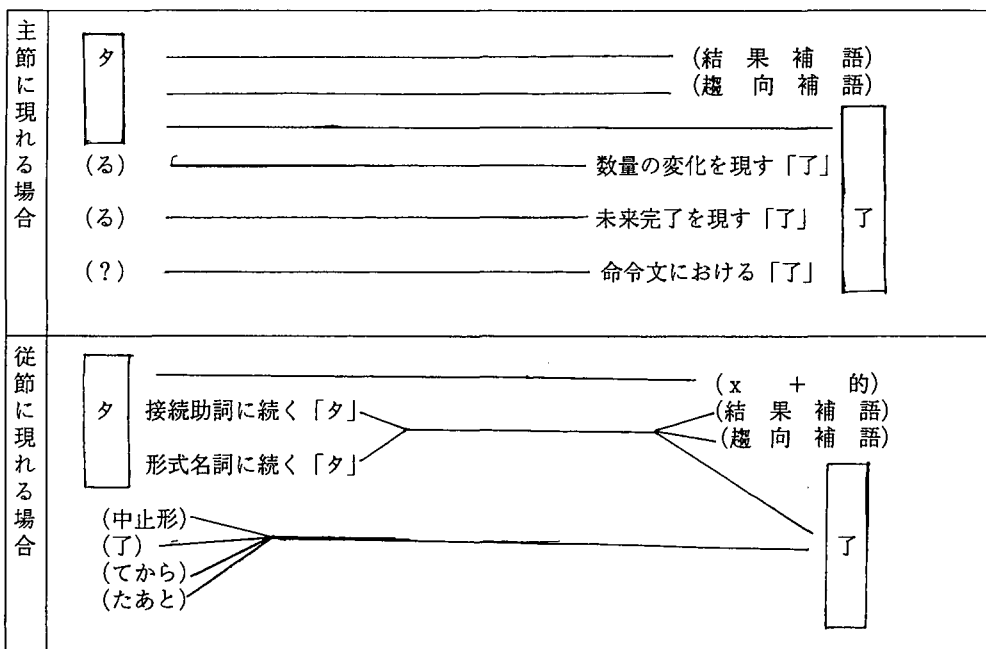 主節に現れる場合
タ
(結果補語)
(趨向補語)
(る)
数量の変化を現す「了」
(る)
未来完了を現す「了」
了
(?)
命令文における「了」
従節に現れる場合
タ
(x + 的)
接続助詞に続く「タ」
(結果補語)
(趨向補語)
形式名詞に続く「タ」
(中止形)
(了)
了
(てから)
(たあと)